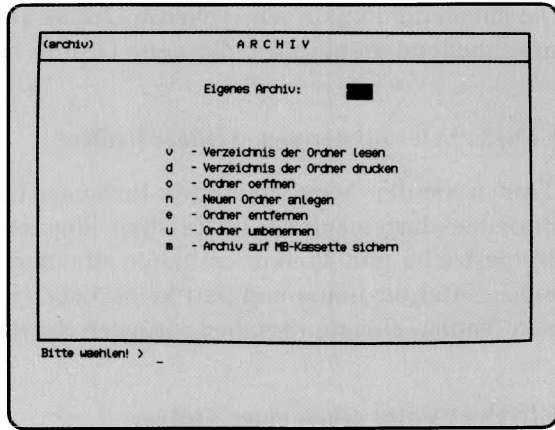 (archiv) A R C H I V
Eigenes Archiv:
v - Verzeichnis der Ordner lesen
d - Verzeichnis der Ordner drucken
- Ordner oeffnen
n - Neuen Ordner anlegen
e - Ordner entfernen
- Ordner umbenennen
m - Archiv auf MB-Kassette sichern
Bitte waehlen! > _